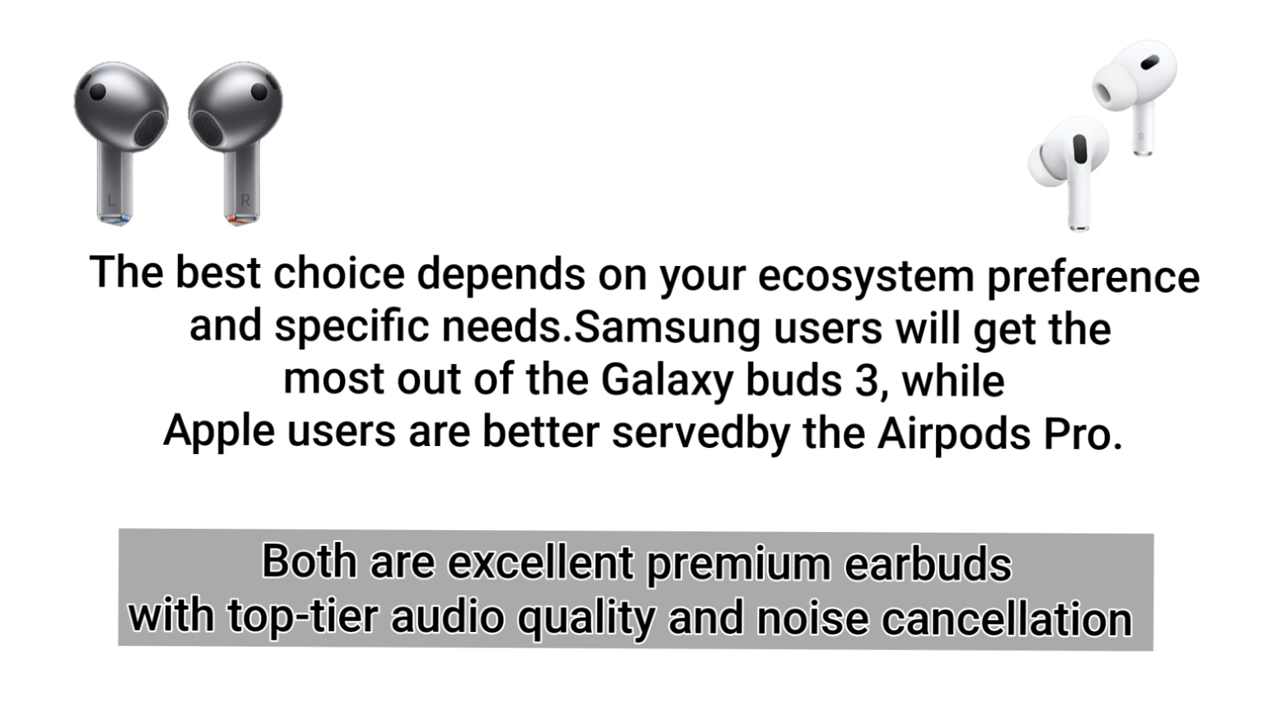 L
R
R
The best choice depends on your ecosystem preference
and specific needs.Samsung users will get the
most out of the Galaxy buds 3, while
Apple users are better servedby the Airpods Pro.
Both are excellent premium earbuds
with top-tier audio quality and noise cancellation